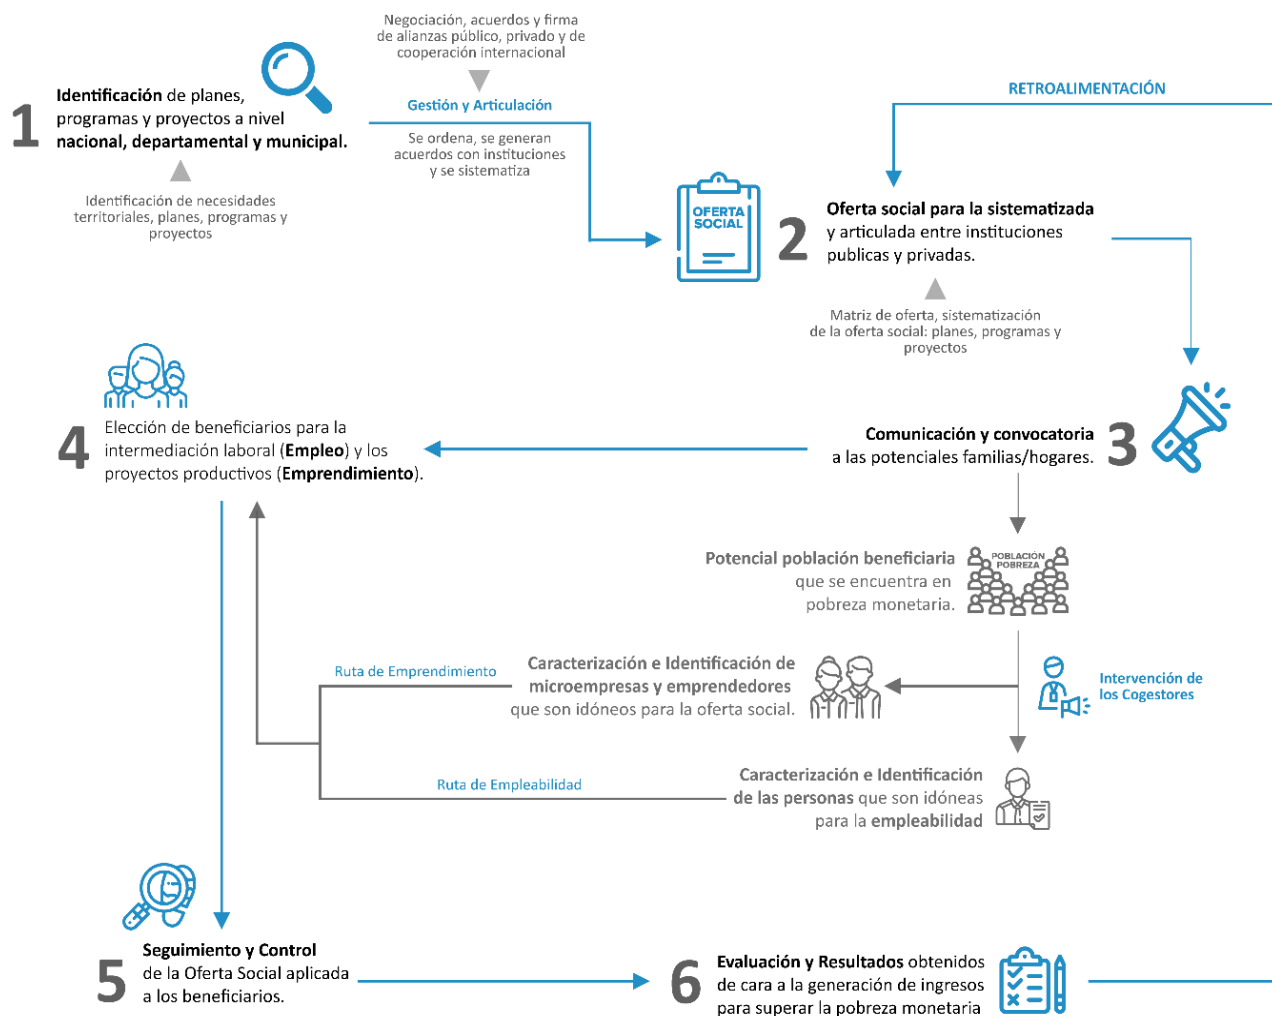 Negociación, acuerdos y firma
de alianzas público, privado y de
cooperación internacional
1
Identificación de planes,
programas y proyectos a nivel
nacional, departamental y municipal.
Identificación de necesidades
territoriales, planes, programas y
proyectos
Gestión y Articulación
Se ordena, se generan
acuerdos con instituciones
y se sistematiza
RETROALIMENTACIÓN
OFERTA
SOCIAL
2
Oferta social para la sistematizada
y articulada entre instituciones
publicas y privadas.
Matriz de oferta, sistematización
de la oferta social: planes, programas y
proyectos
Comunicación y convocatoria
a las potenciales familias/hogares.
3
4
Elección de beneficiarios para la
intermediación laboral (Empleo) y los
proyectos productivos (Emprendimiento).
Potencial población beneficiaria
que se encuentra en
pobreza monetaria.
POBLACIÓN
POBREZA
Ruta de Emprendimiento
Caracterización e Identificación de
microempresas y emprendedores
que son idóneos para la oferta social.
Intervención de
los Cogestores
Ruta de Empleabilidad
Caracterización e Identificación
de las personas que son idóneas
para la empleabilidad
5
Seguimiento y Control
de la Oferta Social aplicada
a los beneficiarios.
6
Evaluación y Resultados obtenidos
de cara a la generación de ingresos
para superar la pobreza monetaria